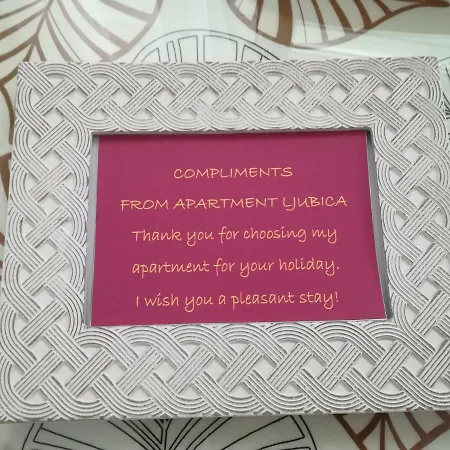 COMPLIMENTS
FROM APARTMENT LJUBICA
Thank you for choosing my
apartment for your holiday.
I wish you a pleasant stay!